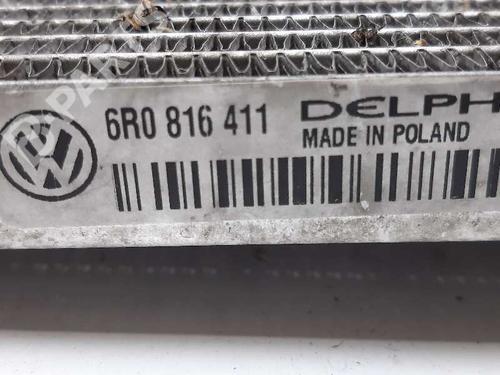 6R0 816 411 DELPH
MADE IN POLAND